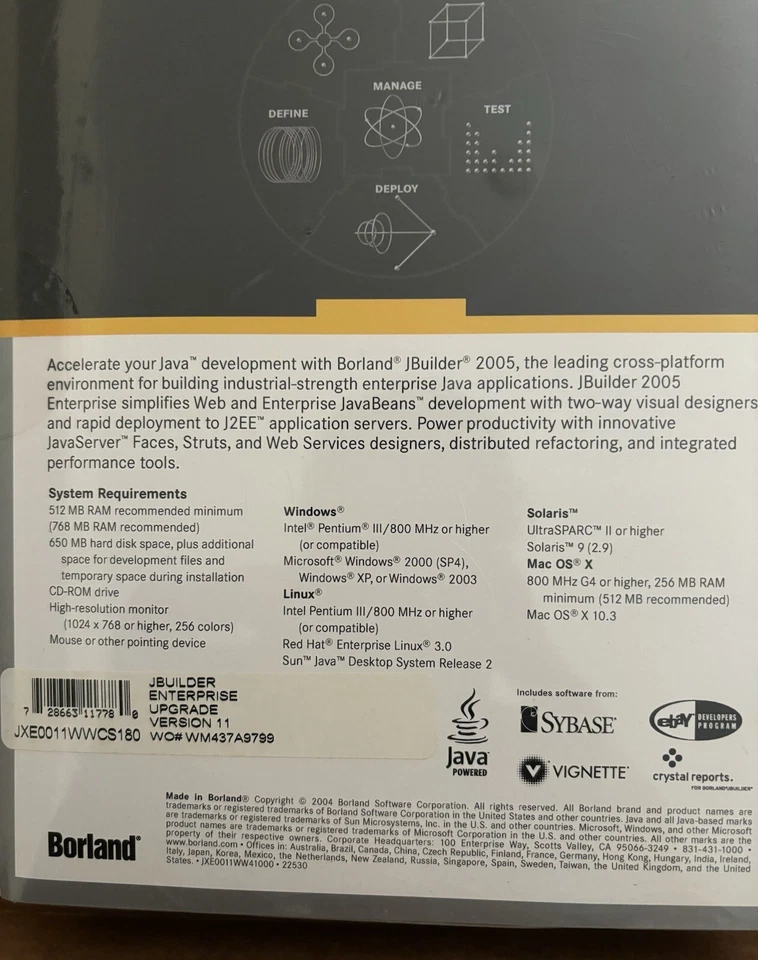 MANAGE
DEFINE
TEST
DEPLOY
Accelerate your Java™ development with Borland® JBuilder® 2005, the leading cross-platform
environment for building industrial-strength enterprise Java applications. JBuilder 2005
Enterprise simplifies Web and Enterprise JavaBeans™ development with two-way visual designers
and rapid deployment to J2EE™ application servers. Power productivity with innovative
JavaServer™ Faces, Struts, and Web Services designers, distributed refactoring, and integrated
performance tools.
System Requirements
512 MB RAM recommended minimum
(768 MB RAM recommended)
650 MB hard disk space, plus additional
space for development files and
temporary space during installation
CD-ROM drive
High-resolution monitor
(1024 x 768 or higher, 256 colors)
Mouse or other pointing device
Windows®
Intel® Pentium® III/800 MHz or higher
(or compatible)
Microsoft® Windows® 2000 (SP4),
Windows® XP, or Windows® 2003
Linux®
Intel Pentium III/800 MHz or higher
(or compatible)
Red Hat® Enterprise Linux® 3.0
Sun™ Java™ Desktop System Release 2
Solaris™
UltraSPARC™ II or higher
Solaris™ 9 (2.9)
Mac OS® X
800 MHz G4 or higher, 256 MB RAM
minimum (512 MB recommended)
Mac OS® X 10.3
7 28663 11778 0
JXE0011WWCS180
JBUILDER
ENTERPRISE
UPGRADE
VERSION 11
WO# WM437A9799
Java™
POWERED
Includes software from:
SYBASE®
ebY DEVELOPERS
PROGRAM
VIGNETTE™
crystal reports.
FOR BORLAND® JBUILDER®
Borland®
Made in Borland® Copyright © 2004 Borland Software Corporation. All rights reserved. All Borland brand and product names are
trademarks or registered trademarks of Borland Software Corporation in the United States and other countries. Java and all Java-based marks
are trademarks or registered trademarks of Sun Microsystems, Inc. in the U.S. and other countries. Microsoft, Windows, and other Microsoft
product names are trademarks or registered trademarks of Microsoft Corporation in the U.S. and other countries. All other marks are the
property of their respective owners. Corporate Headquarters: 100 Enterprise Way, Scotts Valley, CA 95066-3249 • 831-431-1000 •
www.borland.com • Offices in: Australia, Brazil, Canada, China, Czech Republic, Finland, France, Germany, Hong Kong, Hungary, India, Ireland,
Italy, Japan, Korea, Mexico, the Netherlands, New Zealand, Russia, Singapore, Spain, Sweden, Taiwan, the United Kingdom, and the United
States. • JXE0011WW41000 • 22530